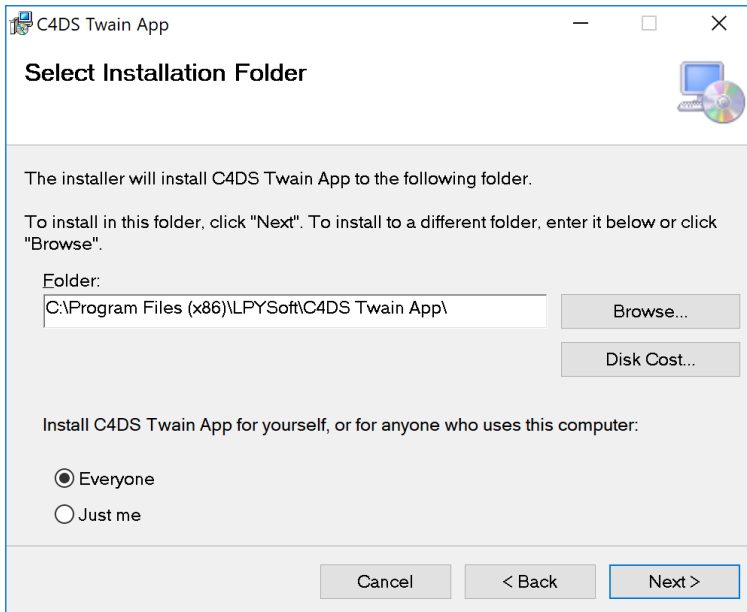 C4DS Twain App
Select Installation Folder
The installer will install C4DS Twain App to the following folder.
To install in this folder, click "Next". To install to a different folder, enter it below or click
"Browse".
Folder:
C:\Program Files (x86)\LPYSoft\C4DS Twain App\
Browse...
Disk Cost...
Install C4DS Twain App for yourself, or for anyone who uses this computer:
Everyone
Just me
Cancel
< Back
Next >